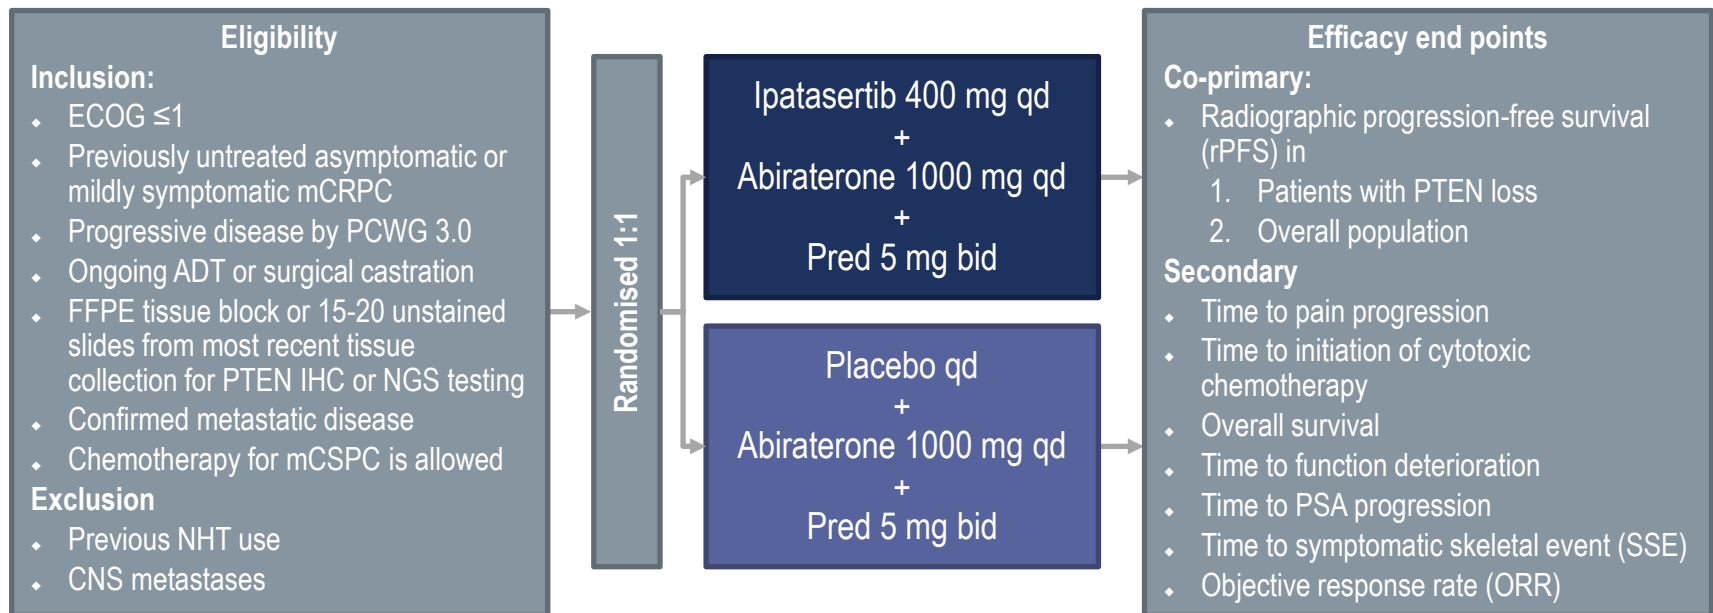 Eligibility
Inclusion:
⬥ ECOG ≤1
⬥ Previously untreated asymptomatic or
mildly symptomatic mCRPC
⬥ Progressive disease by PCWG 3.0
⬥ Ongoing ADT or surgical castration
⬥ FFPE tissue block or 15-20 unstained
slides from most recent tissue
collection for PTEN IHC or NGS testing
⬥ Confirmed metastatic disease
⬥ Chemotherapy for mCSPC is allowed
Exclusion
⬥ Previous NHT use
⬥ CNS metastases
Randomised 1:1
Ipatasertib 400 mg qd
+
Abiraterone 1000 mg qd
+
Pred 5 mg bid
Placebo qd
+
Abiraterone 1000 mg qd
+
Pred 5 mg bid
Efficacy end points
Co-primary:
⬥ Radiographic progression-free survival
(rPFS) in
1. Patients with PTEN loss
2. Overall population
Secondary
⬥ Time to pain progression
⬥ Time to initiation of cytotoxic
chemotherapy
⬥ Overall survival
⬥ Time to function deterioration
⬥ Time to PSA progression
⬥ Time to symptomatic skeletal event (SSE)
⬥ Objective response rate (ORR)